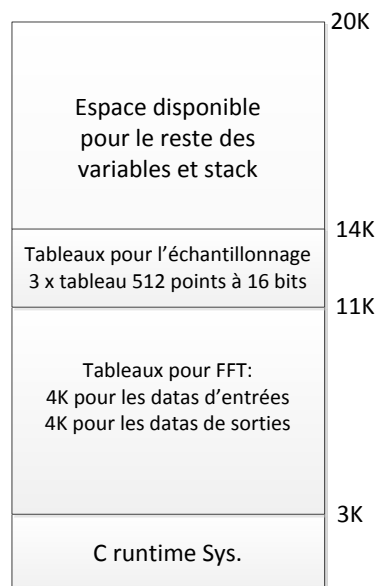 20K
Espace disponible
pour le reste des
variables et stack
14K
Tableaux pour l'échantillonnage
3 x tableau 512 points à 16 bits
11K
Tableaux pour FFT:
4K pour les datas d'entrées
4K pour les datas de sorties
3K
C runtime Sys.